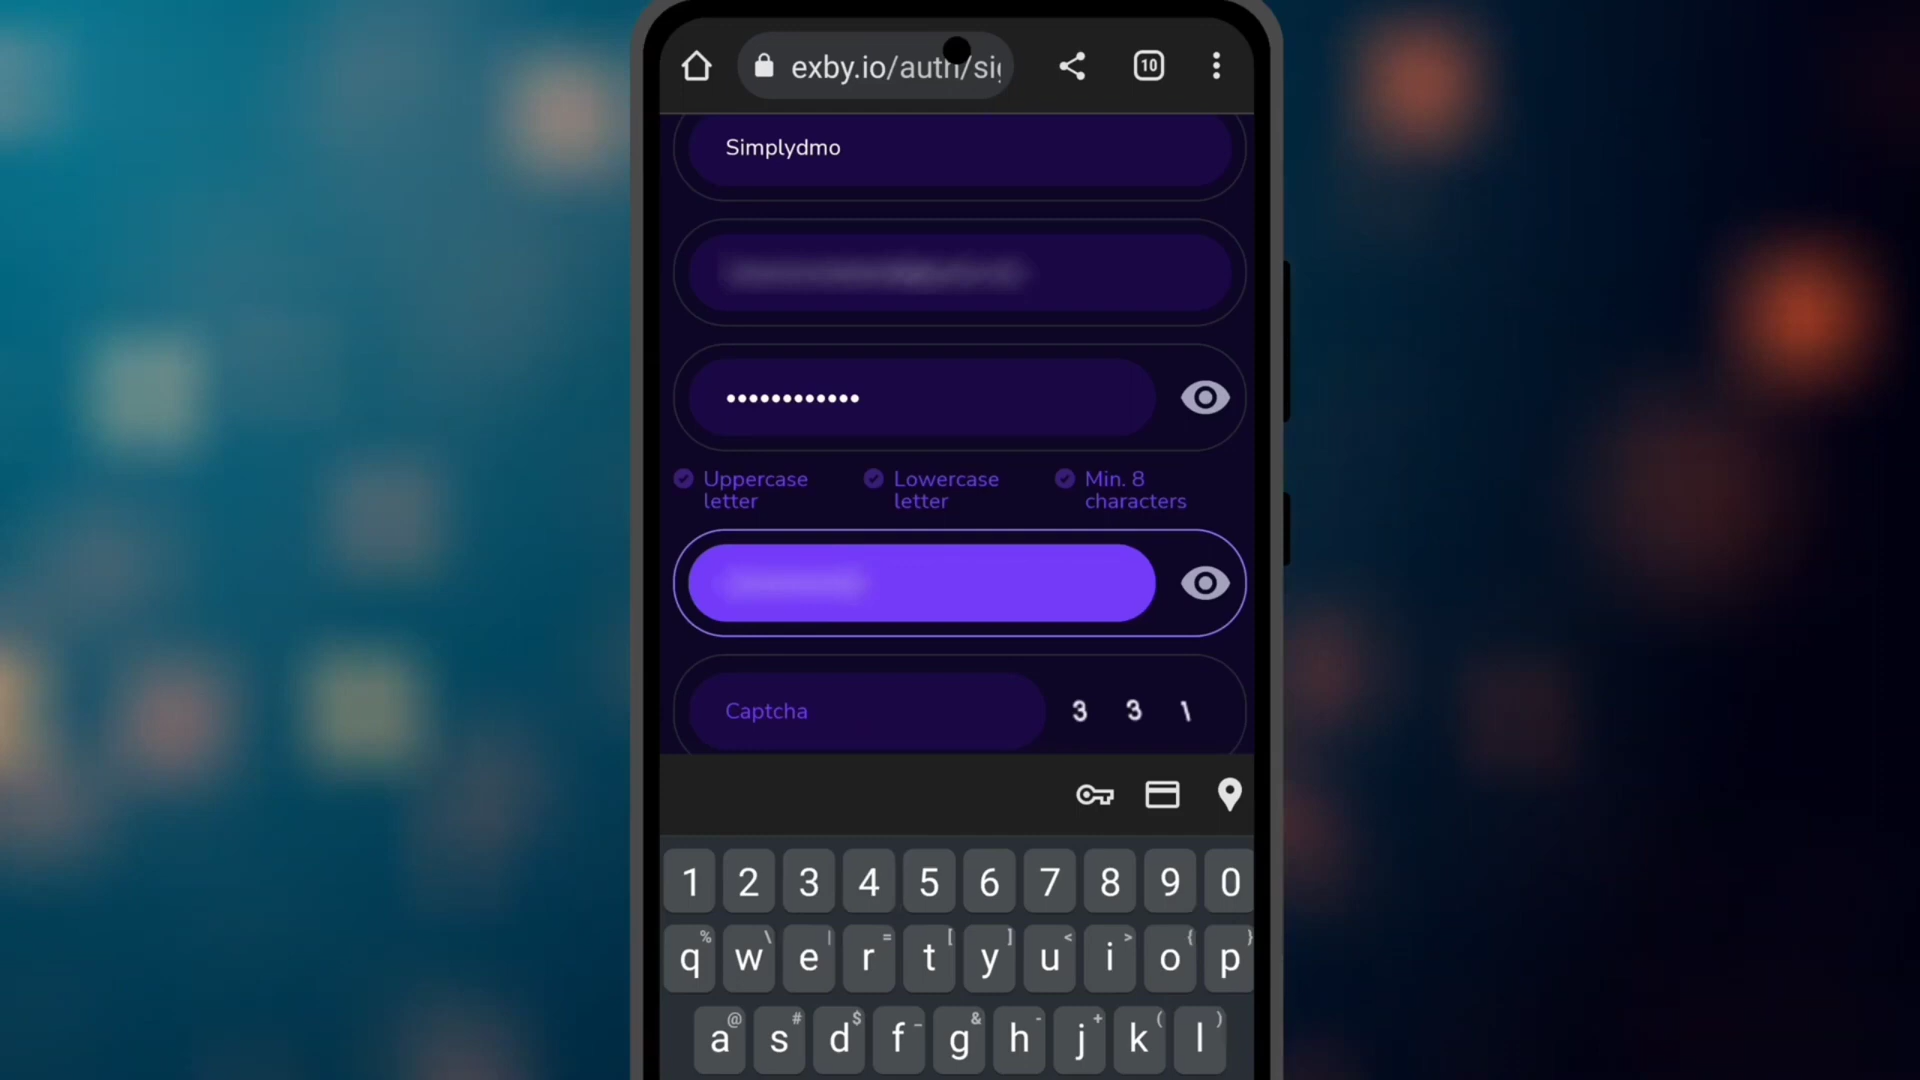 exby.io/auth/si
10
Simplydmo
••••••••••••
Uppercase letter
Lowercase letter
Min. 8 characters
Captcha
3 3 \
1 2 3 4 5 6 7 8 9 0
% \ | = [ ] < > { }
q w e r t y u i o p
@ # $ _ & - + ( )
a s d f g h j k l